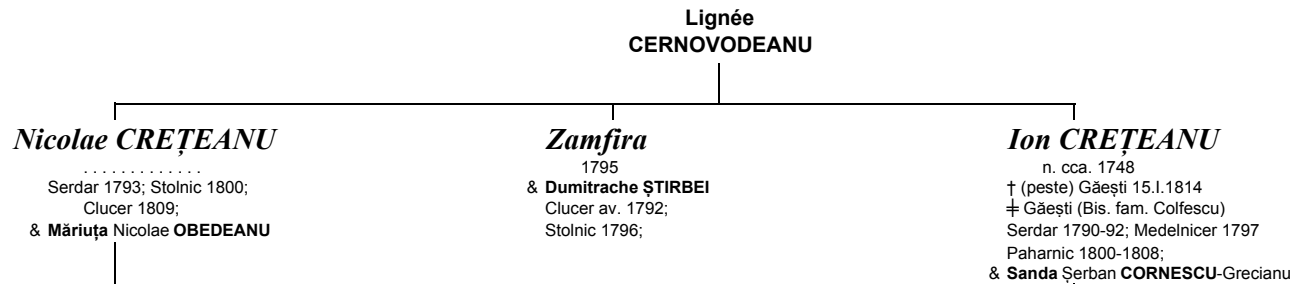 Lignée
CERNOVODEANU
Nicolae CREȚEANU
. . . . . . . . . . . . .
Serdar 1793; Stolnic 1800;
Clucer 1809;
& Măriuța Nicolae OBEDEANU
Zamfira
1795
& Dumitrache ȘTIRBEI
Clucer av. 1792;
Stolnic 1796;
Ion CREȚEANU
n. cca. 1748
† (peste) Găești 15.I.1814
⸸ Găești (Bis. fam. Colfescu)
Serdar 1790-92; Medelnicer 1797
Paharnic 1800-1808;
& Sanda Șerban CORNESCU-Grecianu